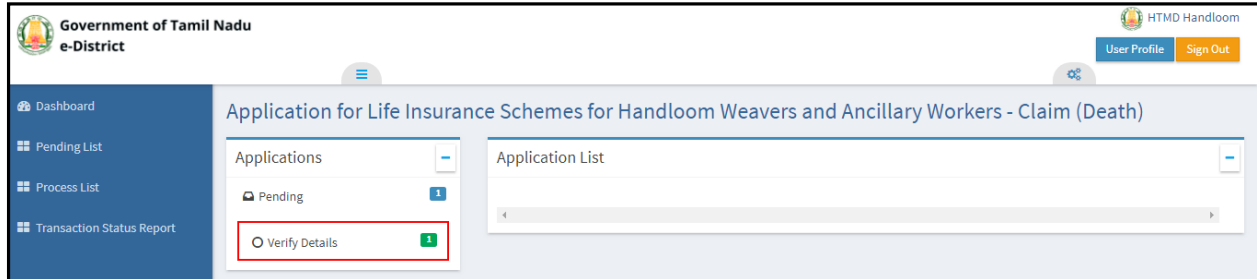 Government of Tamil Nadu
e-District
HTMD Handloom
User Profile
Sign Out
Dashboard
Pending List
Process List
Transaction Status Report
Application for Life Insurance Schemes for Handloom Weavers and Ancillary Workers - Claim (Death)
Applications
Pending 1
Verify Details 1
Application List